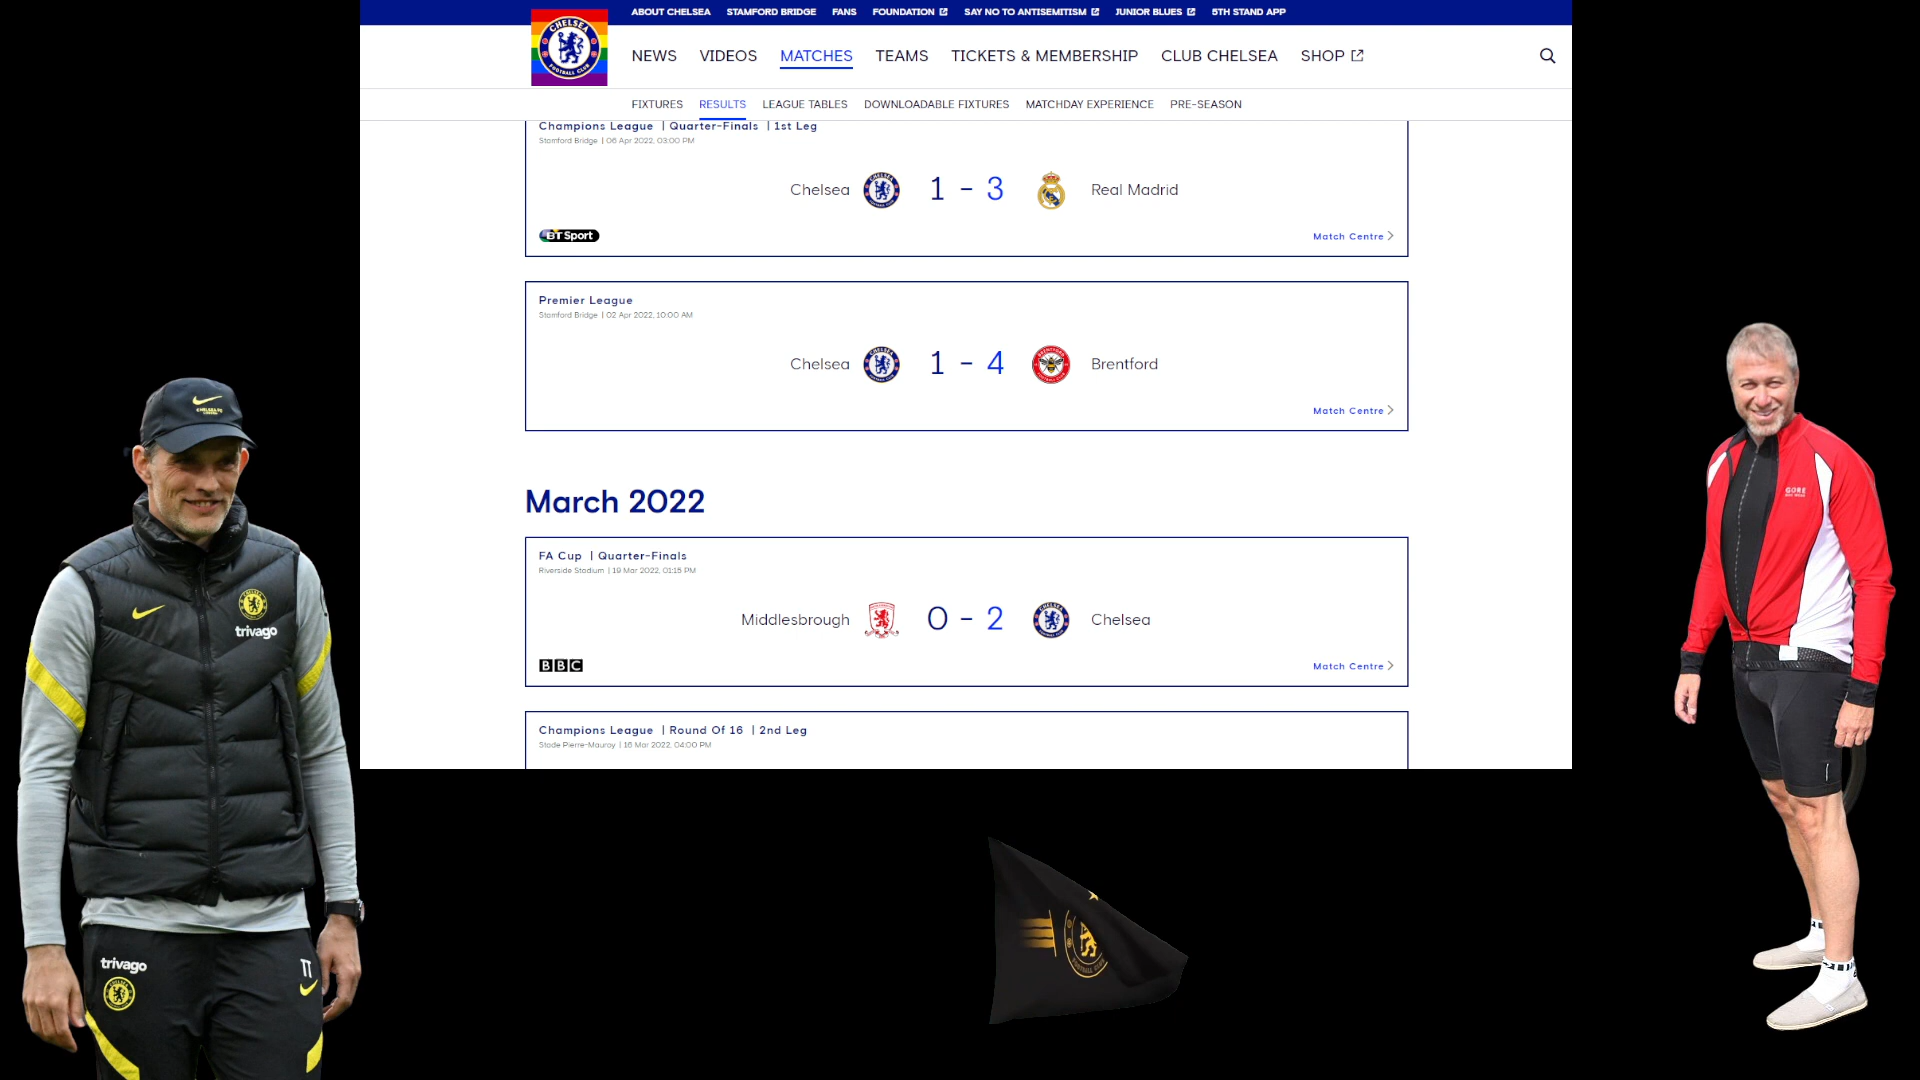 ABOUT CHELSEA STAMFORD BRIDGE FANS FOUNDATION SAY NO TO ANTISEMITISM JUNIOR BLUES 5TH STAND APP
NEWS VIDEOS MATCHES TEAMS TICKETS & MEMBERSHIP CLUB CHELSEA SHOP
FIXTURES RESULTS LEAGUE TABLES DOWNLOADABLE FIXTURES MATCHDAY EXPERIENCE PRE-SEASON
Champions League | Quarter-Finals | 1st Leg
Stamford Bridge | 06 Apr 2022, 03:00 PM
Chelsea 1 - 3 Real Madrid
BT Sport Match Centre
Premier League
Stamford Bridge | 02 Apr 2022, 10:00 AM
Chelsea 1 - 4 Brentford
Match Centre
March 2022
FA Cup | Quarter-Finals
Riverside Stadium | 19 Mar 2022, 01:15 PM
Middlesbrough 0 - 2 Chelsea
BBC Match Centre
Champions League | Round Of 16 | 2nd Leg
Stade Pierre-Mauroy | 16 Mar 2022, 04:00 PM
CHELSEA
FOOTBALL CLUB
trivago
trivago
TT
GORE